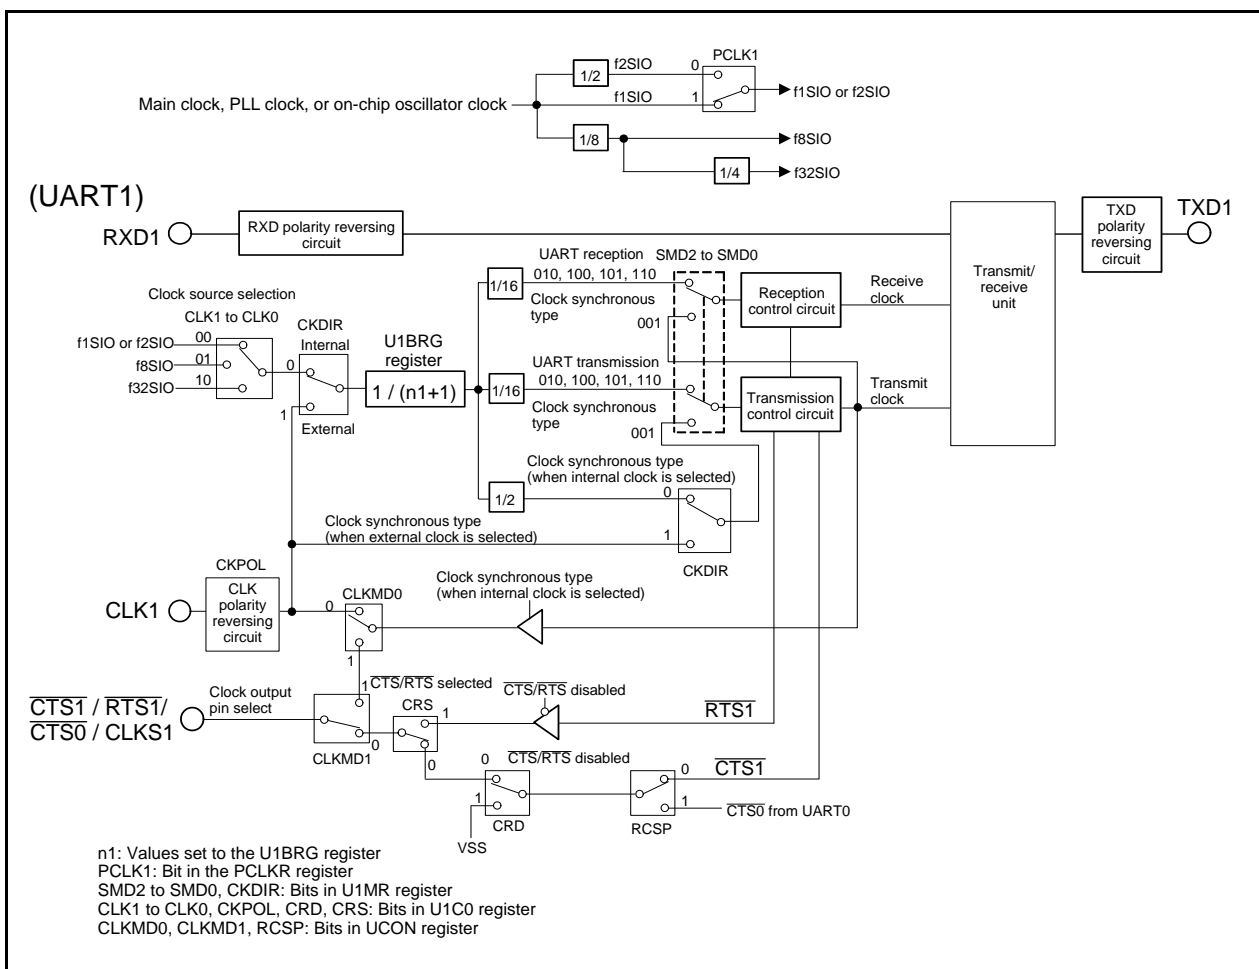 PCLK1
f2SIO
0
1/2
Main clock, PLL clock, or on-chip oscillator clock
f1SIO
1
f1SIO or f2SIO
1/8
f8SIO
1/4
f32SIO
(UART1)
RXD1
RXD polarity reversing
circuit
TXD
polarity
reversing
circuit
TXD1
UART reception
010, 100, 101, 110
SMD2 to SMD0
1/16
Clock synchronous
type
001
Reception
control circuit
Receive
clock
Transmit/
receive
unit
Clock source selection
CLK1 to CLK0
f1SIO or f2SIO
00
f8SIO
01
f32SIO
10
CKDIR
Internal
0
1
External
U1BRG
register
1 / (n1+1)
UART transmission
010, 100, 101, 110
1/16
Clock synchronous
type
001
Transmission
control circuit
Transmit
clock
Clock synchronous type
(when internal clock is selected)
1/2
0
Clock synchronous type
(when external clock is selected)
1
CKDIR
CKPOL
CLK1
CLK
polarity
reversing
circuit
CLKMD0
0
1
Clock synchronous type
(when internal clock is selected)
CTS1 / RTS1/
CTS0 / CLKS1
Clock output
pin select
1
CTS/RTS selected
0
CLKMD1
CRS
1
0
CTS/RTS disabled
RTS1
CTS/RTS disabled
0
1
VSS
CRD
0
CTS1
1
CTS0 from UART0
RCSP
n1: Values set to the U1BRG register
PCLK1: Bit in the PCLKR register
SMD2 to SMD0, CKDIR: Bits in U1MR register
CLK1 to CLK0, CKPOL, CRD, CRS: Bits in U1C0 register
CLKMD0, CLKMD1, RCSP: Bits in UCON register